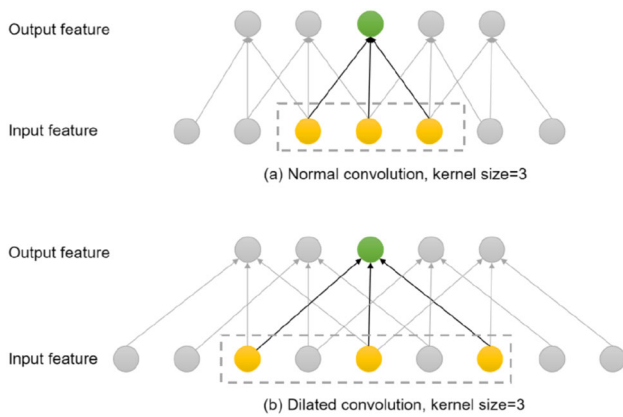 Output feature
Input feature
(a) Normal convolution, kernel size=3
Output feature
Input feature
(b) Dilated convolution, kernel size=3